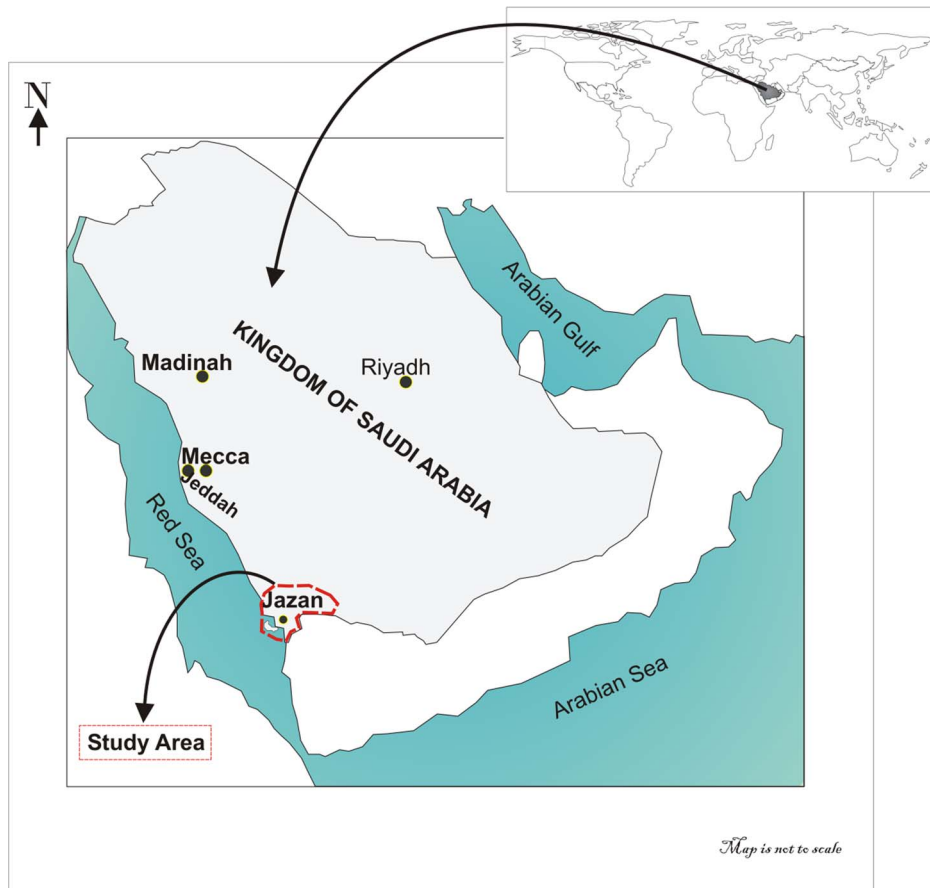 N
Arabian Gulf
KINGDOM OF SAUDI ARABIA
Madinah
Riyadh
Mecca
Jeddah
Red Sea
Jazan
Arabian Sea
Study Area
Map is not to scale